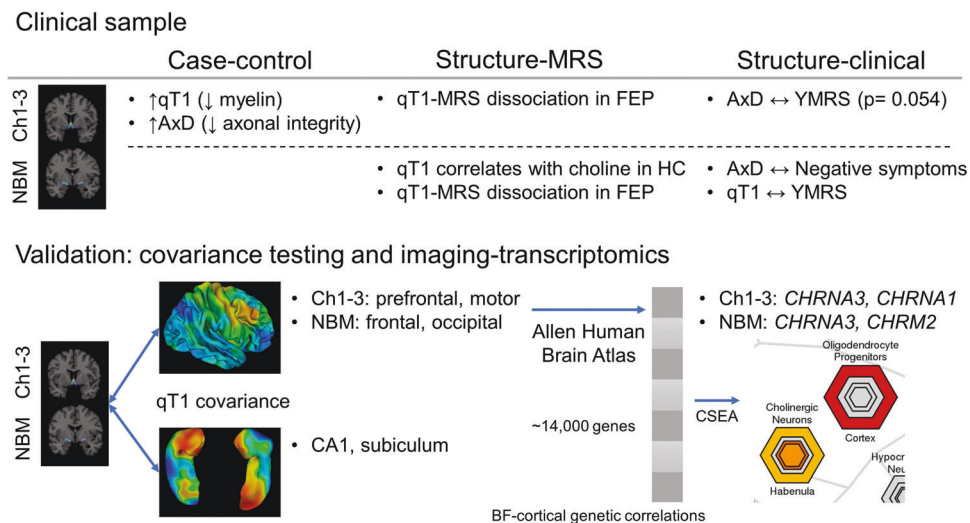 Clinical sample
Case-control
Structure-MRS
Structure-clinical
Ch1-3
• ↑qT1 (↓ myelin)
• ↑AxD (↓ axonal integrity)
• qT1-MRS dissociation in FEP
• AxD ↔ YMRS (p= 0.054)
NBM
• qT1 correlates with choline in HC
• qT1-MRS dissociation in FEP
• AxD ↔ Negative symptoms
• qT1 ↔ YMRS
Validation: covariance testing and imaging-transcriptomics
Ch1-3
NBM
• Ch1-3: prefrontal, motor
• NBM: frontal, occipital
qT1 covariance
• CA1, subiculum
Allen Human
Brain Atlas
~14,000 genes
BF-cortical genetic correlations
CSEA
• Ch1-3: CHRNA3, CHRNA1
• NBM: CHRNA3, CHRM2
Oligodendrocyte
Progenitors
Cortex
Cholinergic
Neurons
Habenula
Hypocr
Neu